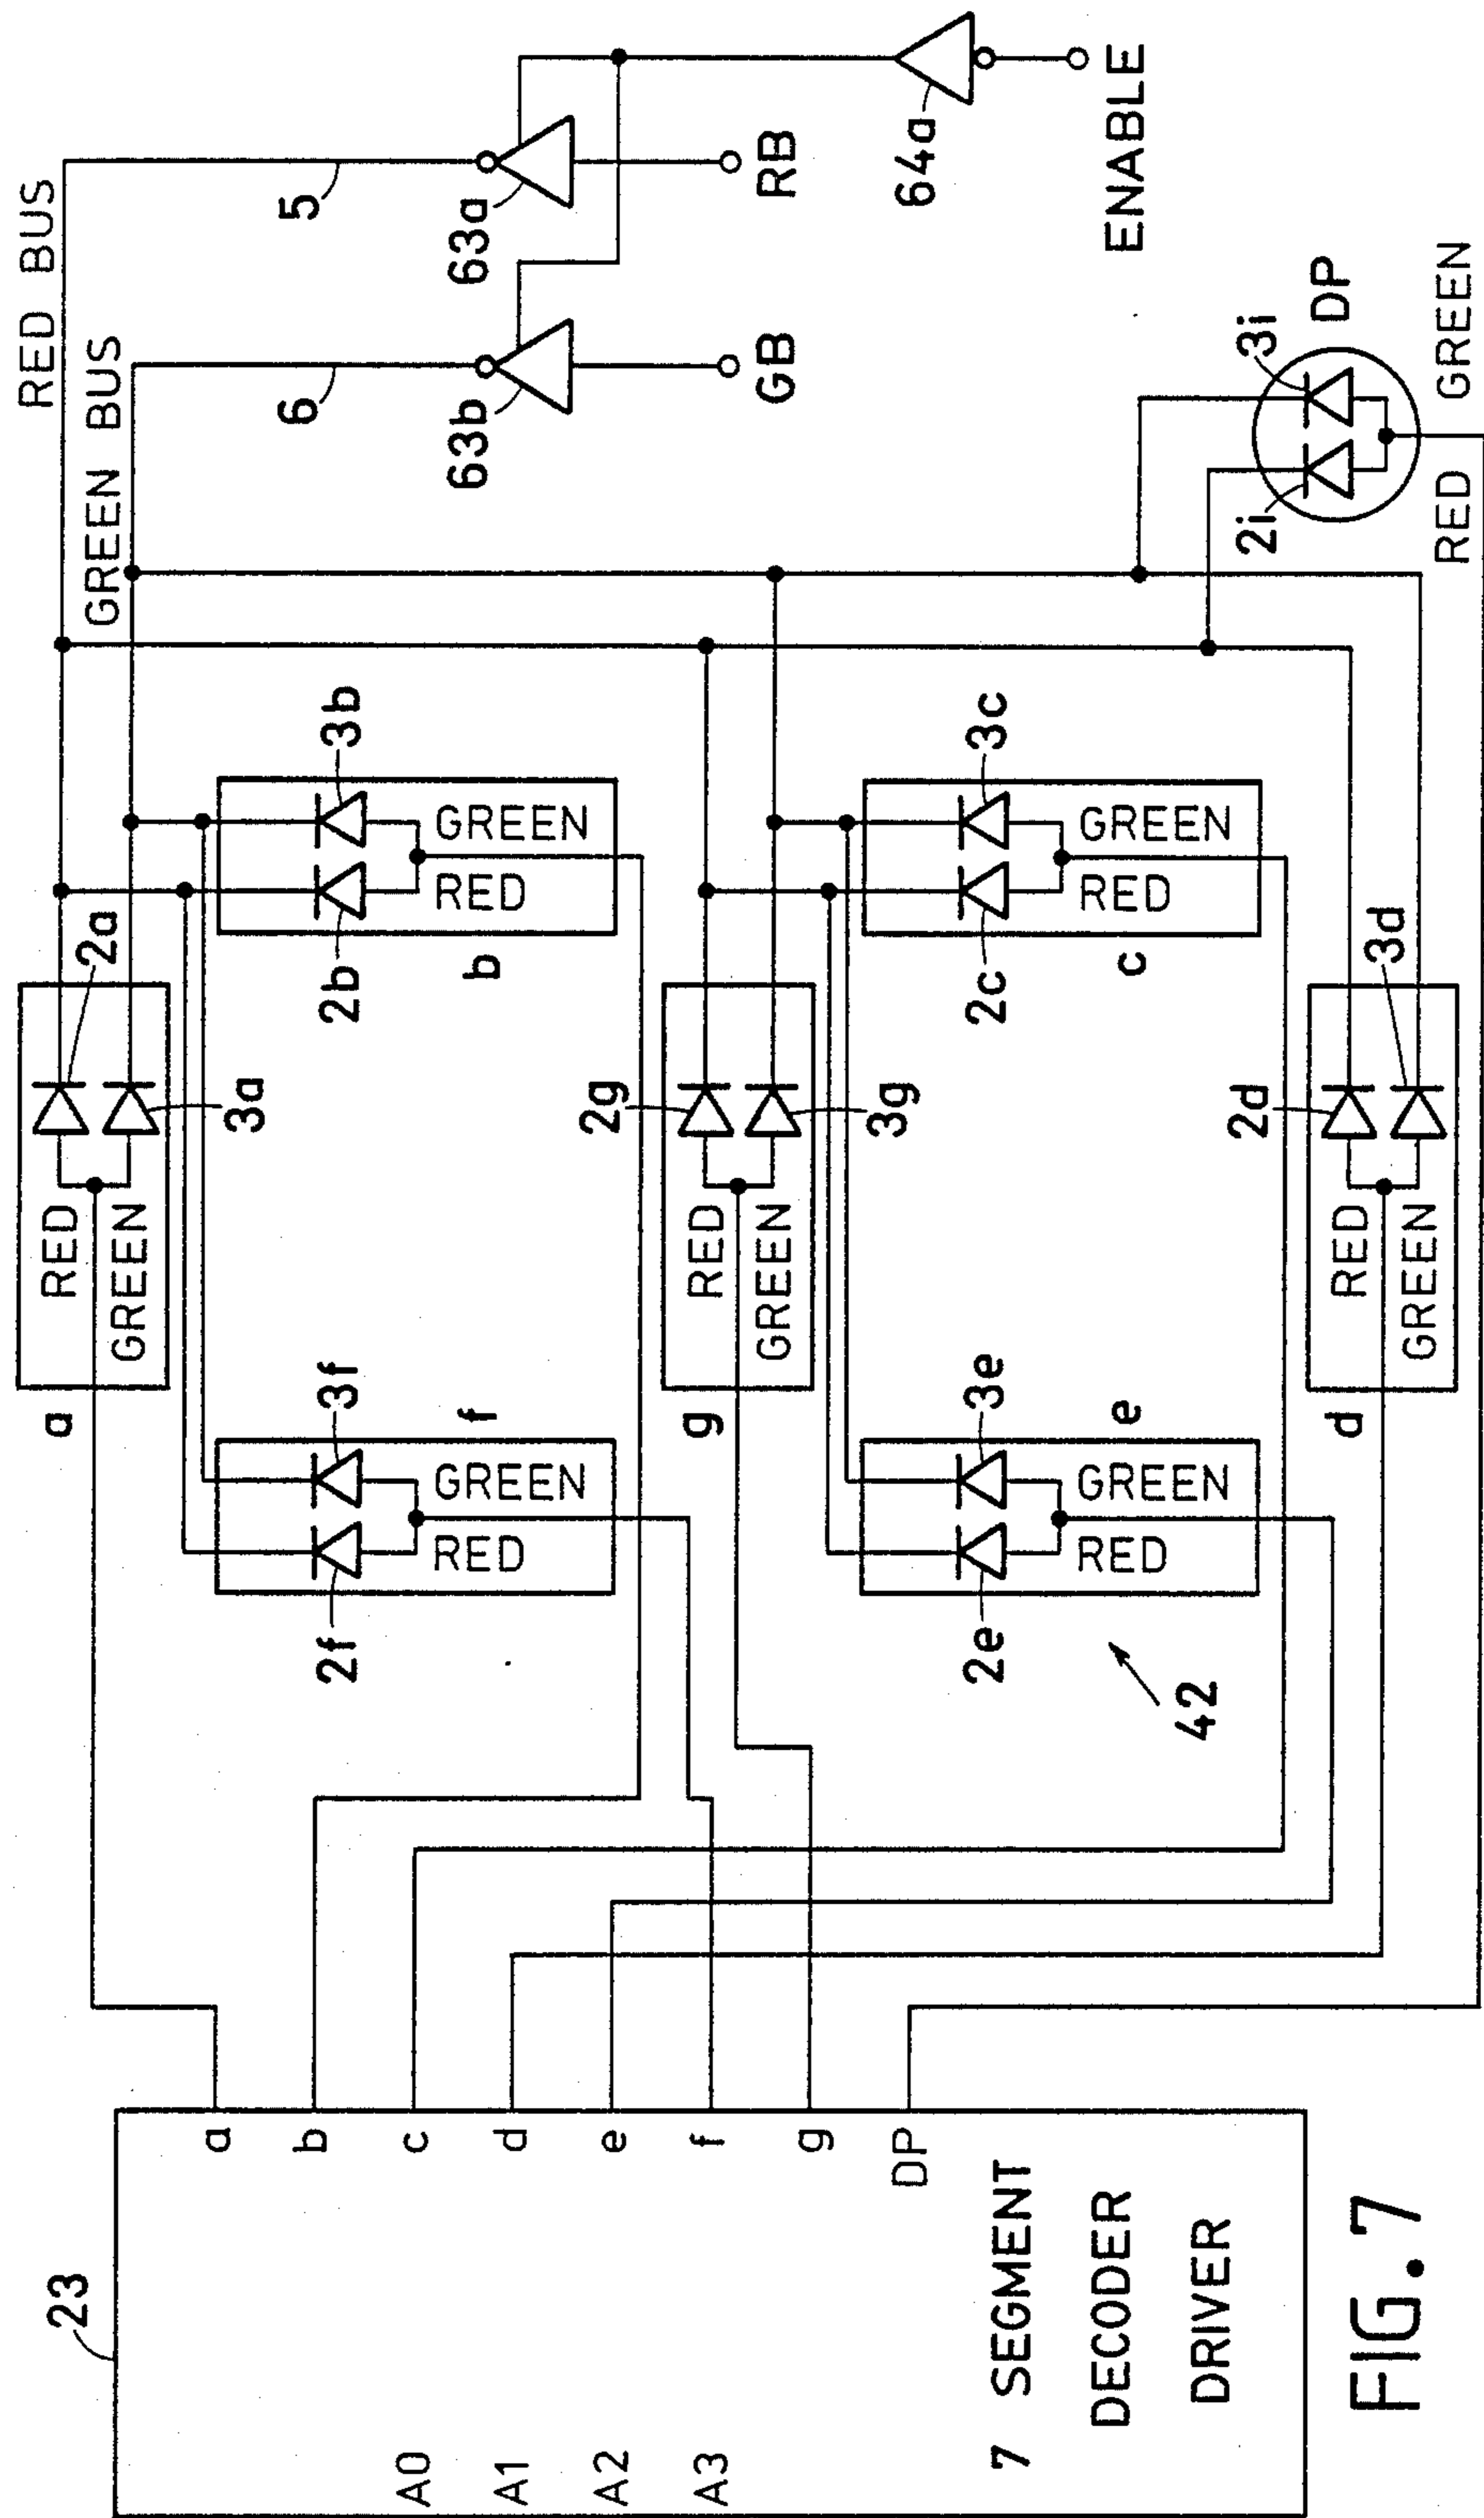 23
A0
A1
A2
A3
a
b
c
d
e
f
g
DP
7 SEGMENT
DECODER
DRIVER
a
RED
GREEN
2a
3a
f
2f
3f
RED
GREEN
b
2b
3b
RED
GREEN
g
RED
GREEN
2g
3g
e
2e
3e
RED
GREEN
c
2c
3c
RED
GREEN
d
RED
GREEN
2d
3d
42
RED BUS
GREEN BUS
5
6
63a
63b
RB
GB
64a
ENABLE
DP
2i
3i
RED
GREEN
FIG. 7